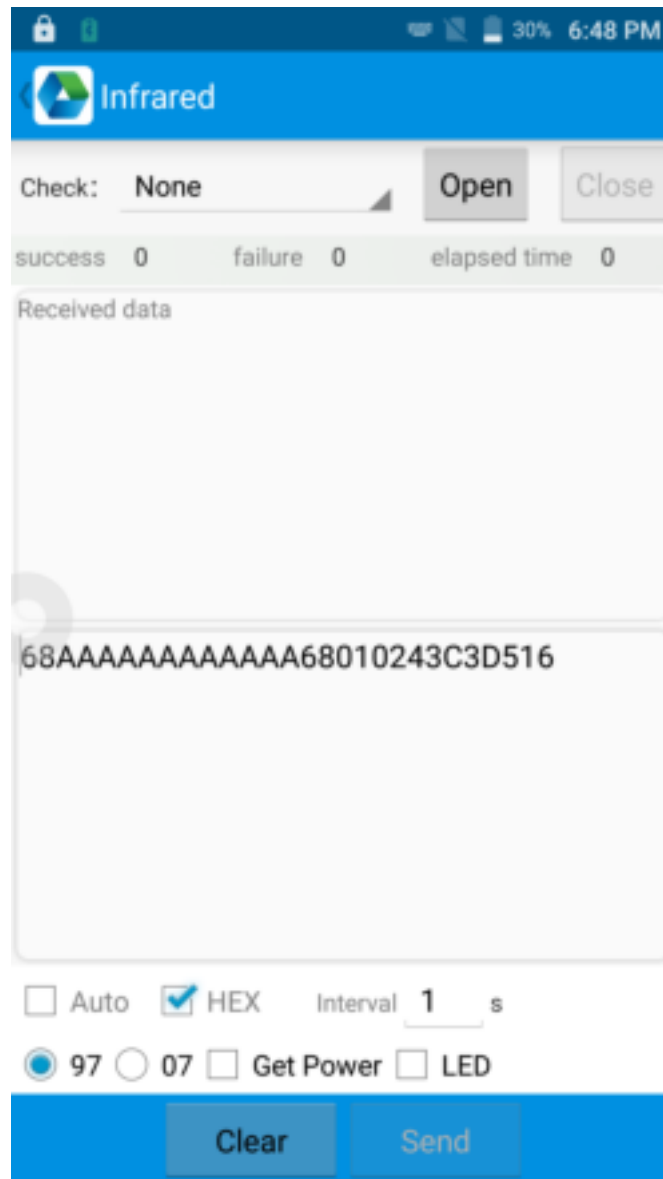 30% 6:48 PM
Infrared
Check: None Open Close
success 0 failure 0 elapsed time 0
Received data
68AAAAAAAAAAAA68010243C3D516
Auto HEX Interval 1 s
97 07 Get Power LED
Clear Send